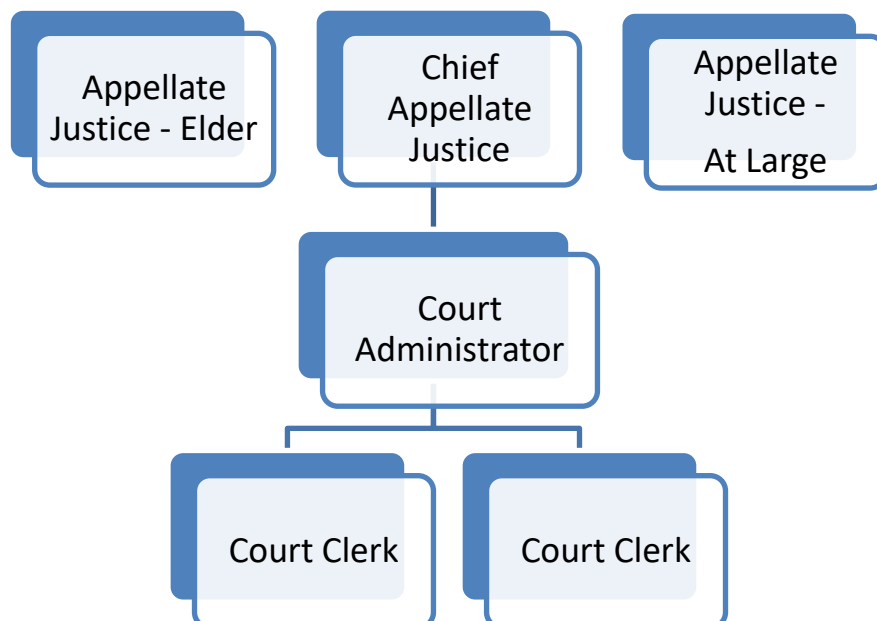 Appellate
Justice - Elder
Chief
Appellate
Justice
Appellate
Justice -
At Large
Court
Administrator
Court Clerk
Court Clerk